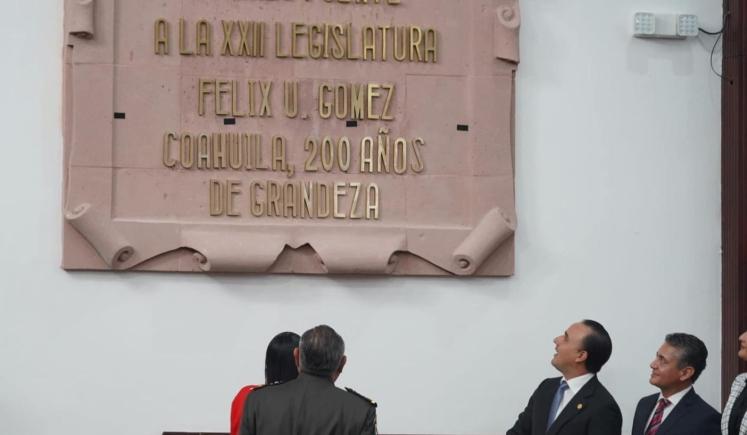 A LA XXII LEGISLATURA
FELIX U. GOMEZ
COAHUILA, 200 AÑOS
DE GRANDEZA